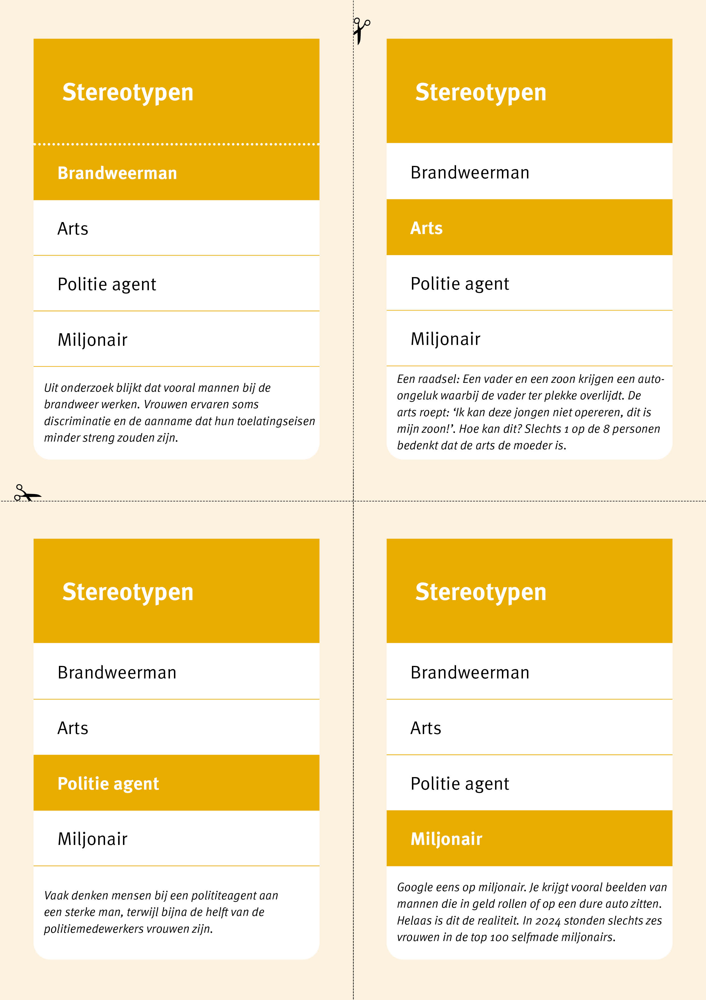 Stereotypen
Brandweerman
Arts
Politie agent
Miljonair
Uit onderzoek blijkt dat vooral mannen bij de
brandweer werken. Vrouwen ervaren soms
discriminatie en de aanname dat hun toelatingseisen
minder streng zouden zijn.
Stereotypen
Brandweerman
Arts
Politie agent
Miljonair
Een raadsel: Een vader en een zoon krijgen een auto-
ongeluk waarbij de vader ter plekke overlijdt. De
arts roept: ‘Ik kan deze jongen niet opereren, dit is
mijn zoon!’. Hoe kan dit? Slechts 1 op de 8 personen
bedenkt dat de arts de moeder is.
Stereotypen
Brandweerman
Arts
Politie agent
Miljonair
Vaak denken mensen bij een polititeagent aan
een sterke man, terwijl bijna de helft van de
politiemedewerkers vrouwen zijn.
Stereotypen
Brandweerman
Arts
Politie agent
Miljonair
Google eens op miljonair. Je krijgt vooral beelden van
mannen die in geld rollen of op een dure auto zitten.
Helaas is dit de realiteit. In 2024 stonden slechts zes
vrouwen in de top 100 selfmade miljonairs.